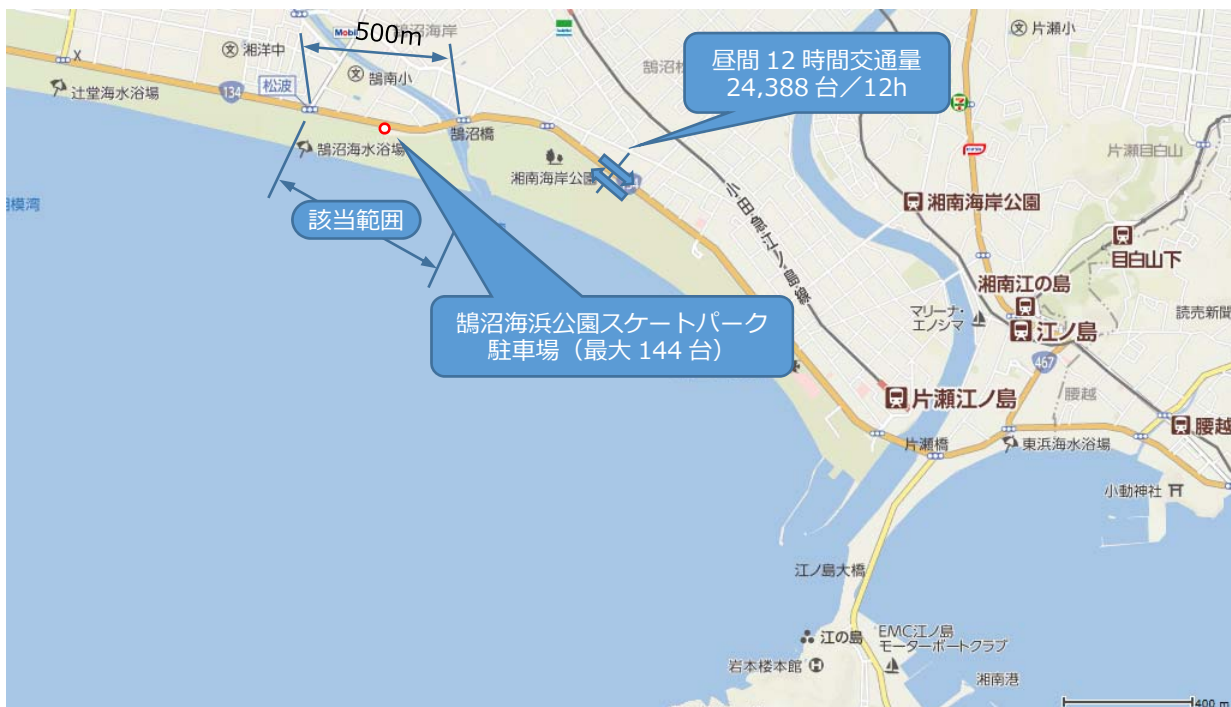 500m
Mobil
鵠沼海岸
湘洋中
鵠南小
松波
134
X
辻堂海水浴場
鵠沼海水浴場
鵠沼橋
湘南海岸公園
該当範囲
昼間 12 時間交通量
24,388 台/12h
鵠沼海浜公園スケートパーク
駐車場（最大 144 台）
小田急江ノ島線
片瀬小
片瀬目白山
湘南海岸公園
目白山下
湘南江の島
マリーナ・
エノシマ
江ノ島
読売新聞
467
腰越
片瀬江ノ島
腰越
片瀬橋
東浜海水浴場
小動神社
江ノ島大橋
江の島
EMC江ノ島
モーターボートクラブ
岩本楼本館
湘南港
400 m